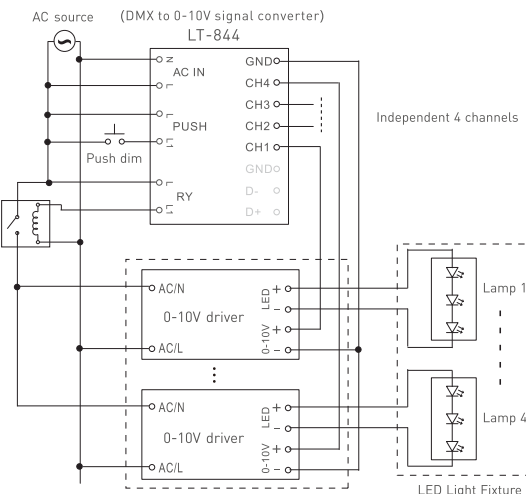 AC source
(DMX to 0-10V signal converter)
LT-844
N
AC IN
L
L
PUSH
L1
Push dim
L
RY
L1
GND
CH4
CH3
CH2
CH1
GND
D-
D+
Independent 4 channels
AC/N
0-10V driver
AC/L
LED
+
−
0-10V
+
−
AC/N
0-10V driver
AC/L
LED
+
−
0-10V
+
−
Lamp 1
Lamp 4
LED Light Fixture